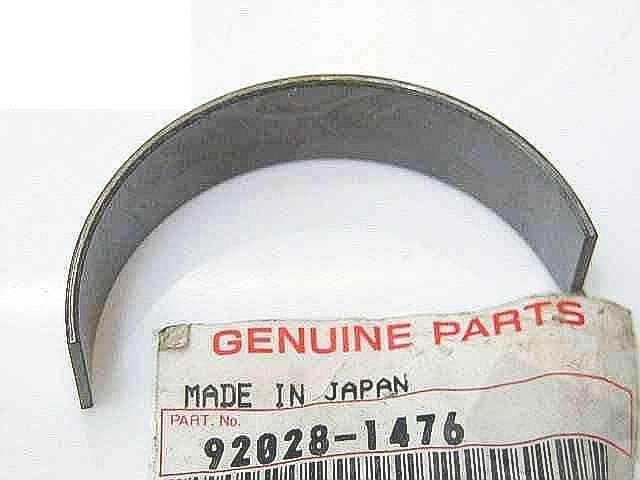 GENUINE PARTS
MADE IN JAPAN
PART. No.
92028-1476